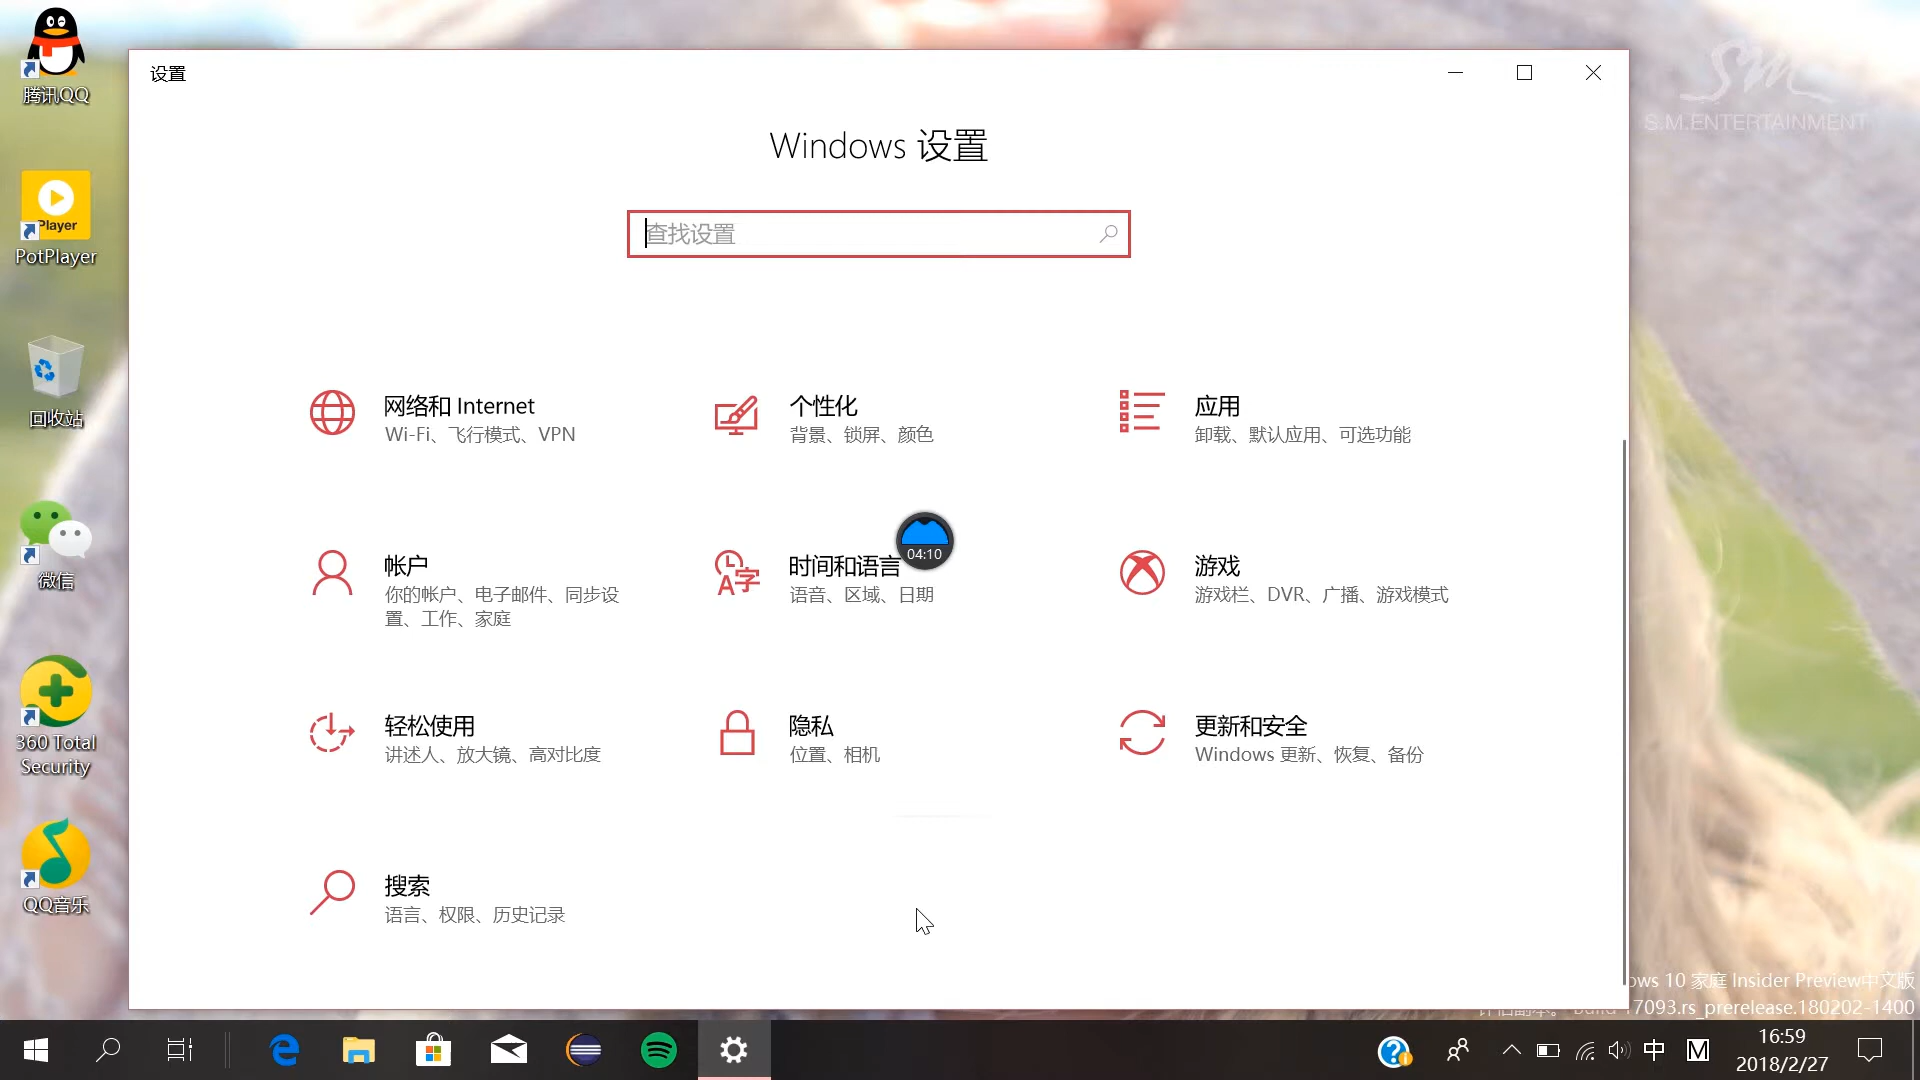 腾讯QQ
Player
PotPlayer
回收站
微信
360 Total
Security
QQ音乐
设置
Windows 设置
查找设置
网络和 Internet
Wi-Fi、飞行模式、VPN
个性化
背景、锁屏、颜色
应用
卸载、默认应用、可选功能
帐户
你的帐户、电子邮件、同步设
置、工作、家庭
时间和语言
语音、区域、日期
04:10
游戏
游戏栏、DVR、广播、游戏模式
轻松使用
讲述人、放大镜、高对比度
隐私
位置、相机
更新和安全
Windows 更新、恢复、备份
搜索
语言、权限、历史记录
S.M.ENTERTAINMENT
ows 10 家庭 Insider Preview中文版
评估副本。 Build 17093.rs_prerelease.180202-1400
中
M
16:59
2018/2/27